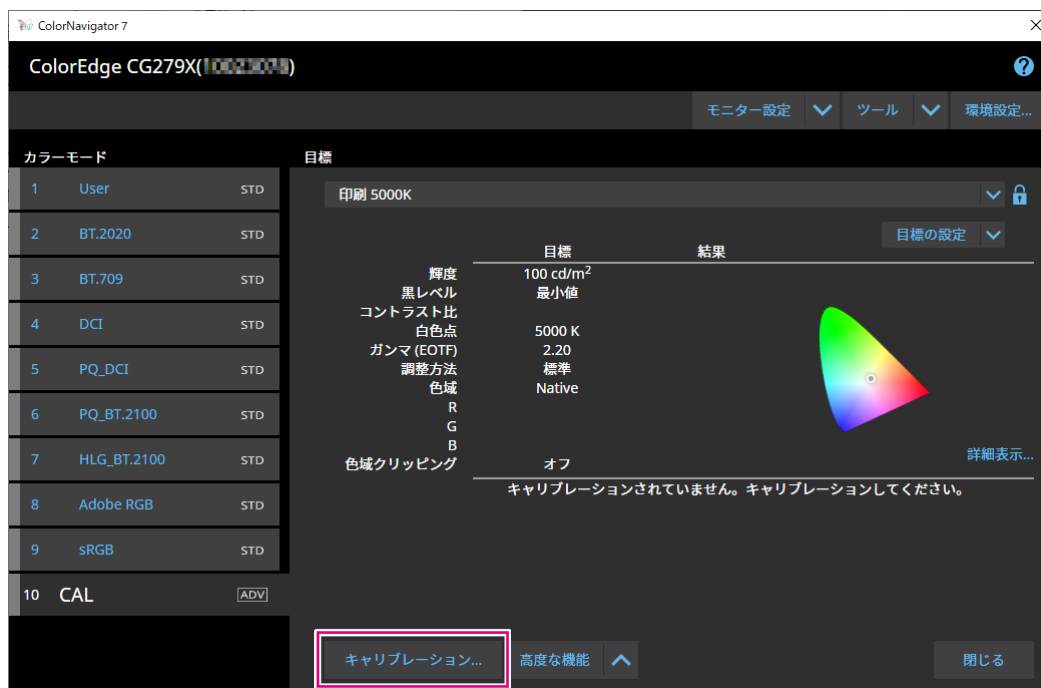 ColorNavigator 7
ColorEdge CG279X( )
モニター設定 ツール 環境設定...
カラーモード
目標
1 User STD
2 BT.2020 STD
3 BT.709 STD
4 DCI STD
5 PQ_DCI STD
6 PQ_BT.2100 STD
7 HLG_BT.2100 STD
8 Adobe RGB STD
9 sRGB STD
10 CAL ADV
印刷 5000K
目標の設定
目標 結果
輝度 100 cd/m²
黒レベル 最小値
コントラスト比
白色点 5000 K
ガンマ (EOTF) 2.20
調整方法 標準
色域 Native
R
G
B
色域クリッピング オフ
詳細表示...
キャリブレーションされていません。キャリブレーションしてください。
キャリブレーション... 高度な機能 閉じる